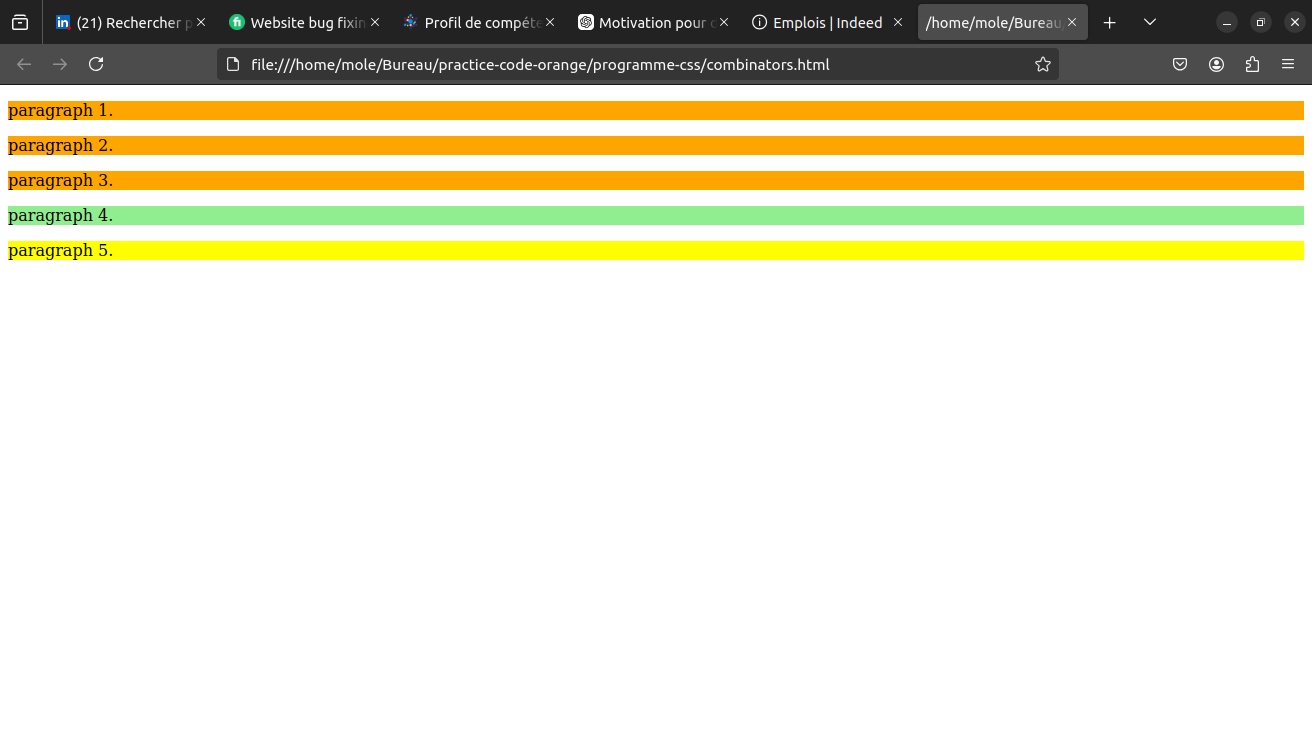 (21) Rechercher p
Website bug fixin
Profil de compéte
Motivation pour d
Emplois | Indeed
/home/mole/Bureau/
file:///home/mole/Bureau/practice-code-orange/programme-css/combinators.html
paragraph 1.
paragraph 2.
paragraph 3.
paragraph 4.
paragraph 5.